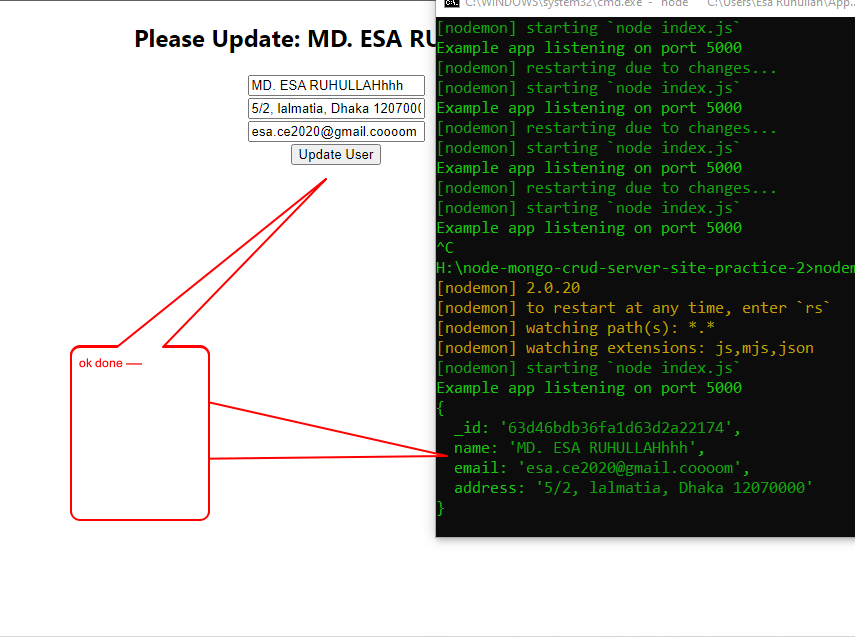 Please Update: MD. ESA RU
MD. ESA RUHULLAHhhh
5/2, lalmatia, Dhaka 1207000
esa.ce2020@gmail.coooom
Update User
ok done —
C:\WINDOWS\system32\cmd.exe - node "C:\Users\Esa Ruhullah\App..
[nodemon] starting `node index.js`
Example app listening on port 5000
[nodemon] restarting due to changes...
[nodemon] starting `node index.js`
Example app listening on port 5000
[nodemon] restarting due to changes...
[nodemon] starting `node index.js`
Example app listening on port 5000
[nodemon] restarting due to changes...
[nodemon] starting `node index.js`
Example app listening on port 5000
^C
H:\node-mongo-crud-server-site-practice-2>nodem
[nodemon] 2.0.20
[nodemon] to restart at any time, enter `rs`
[nodemon] watching path(s): *.*
[nodemon] watching extensions: js,mjs,json
[nodemon] starting `node index.js`
Example app listening on port 5000
{
_id: '63d46bdb36fa1d63d2a22174',
name: 'MD. ESA RUHULLAHhhh',
email: 'esa.ce2020@gmail.coooom',
address: '5/2, lalmatia, Dhaka 12070000'
}